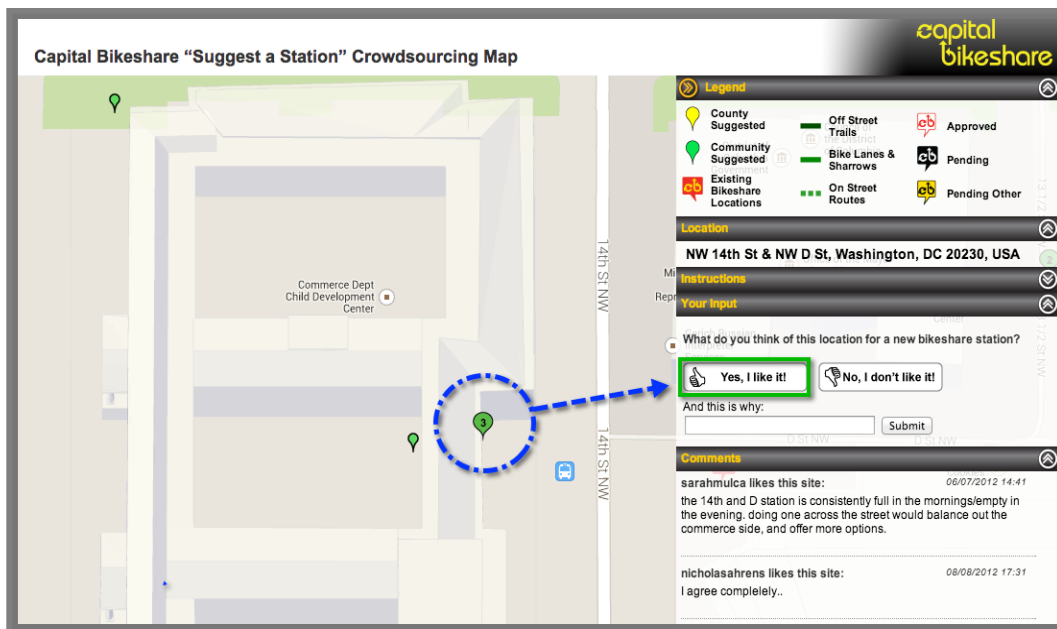 Capital Bikeshare “Suggest a Station” Crowdsourcing Map
capital
bikeshare
Legend
County
Suggested
Off Street
Trails
Approved
Community
Suggested
Bike Lanes &
Sharrows
Pending
Existing
Bikeshare
Locations
On Street
Routes
Pending Other
Location
NW 14th St & NW D St, Washington, DC 20230, USA
Instructions
Your Input
What do you think of this location for a new bikeshare station?
Yes, I like it!
No, I don't like it!
And this is why:
Submit
D St NW
D St NW
Comments
sarahmulca likes this site:
06/07/2012 14:41
the 14th and D station is consistently full in the mornings/empty in
the evening. doing one across the street would balance out the
commerce side, and offer more options.
nicholasahrens likes this site:
08/08/2012 17:31
I agree complelely..
Commerce Dept
Child Development
Center
14th St NW
14th St NW
3
2